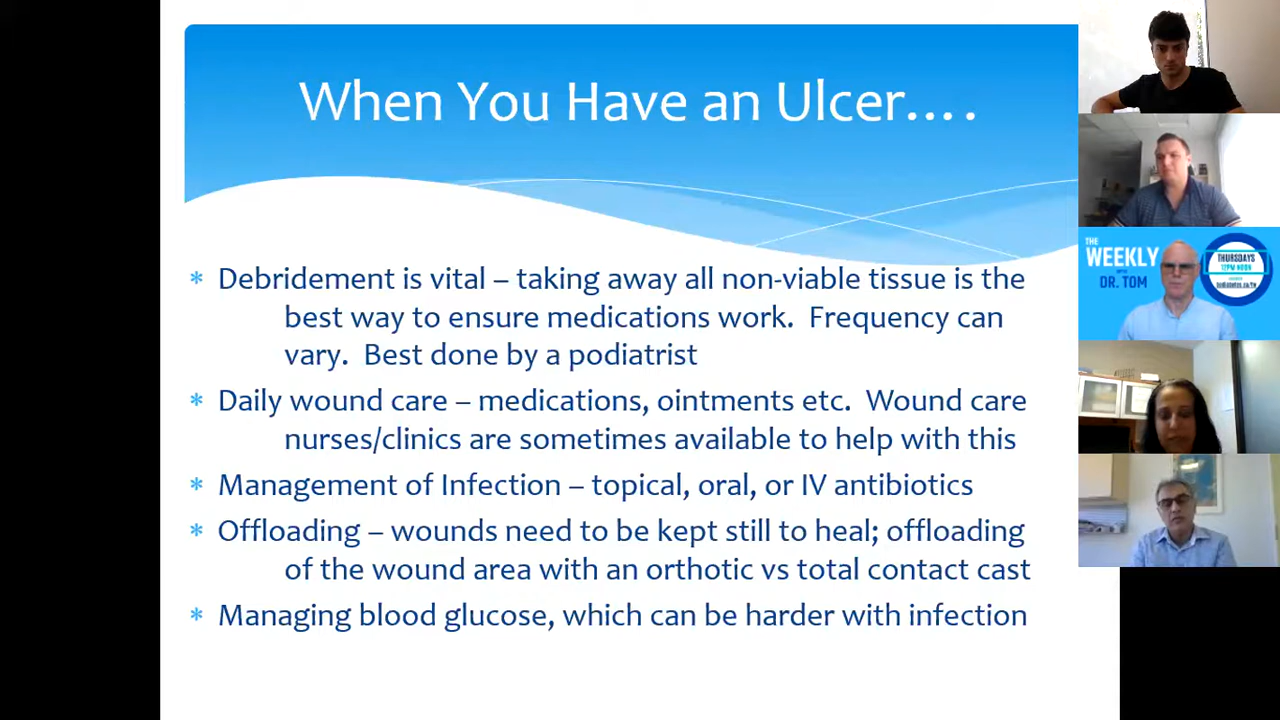 When You Have an Ulcer….
* Debridement is vital – taking away all non-viable tissue is the
best way to ensure medications work. Frequency can
vary. Best done by a podiatrist
* Daily wound care – medications, ointments etc. Wound care
nurses/clinics are sometimes available to help with this
* Management of Infection – topical, oral, or IV antibiotics
* Offloading – wounds need to be kept still to heal; offloading
of the wound area with an orthotic vs total contact cast
* Managing blood glucose, which can be harder with infection
THE
WEEKLY
WITH
DR. TOM
THURSDAYS
12PM NOON